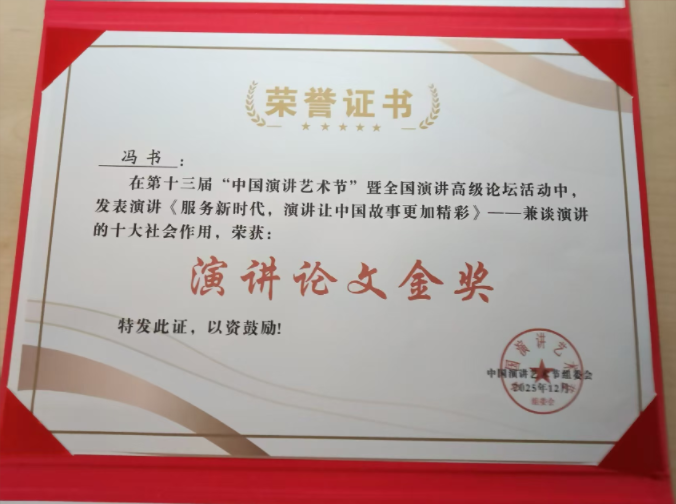 荣誉证书
冯书：
在第十三届“中国演讲艺术节”暨全国演讲高级论坛活动中，
发表演讲《服务新时代，演讲让中国故事更加精彩》——兼谈演讲
的十大社会作用，荣获：
演讲论文金奖
特发此证，以资鼓励！
中国演讲艺术节组委会
2023年12月